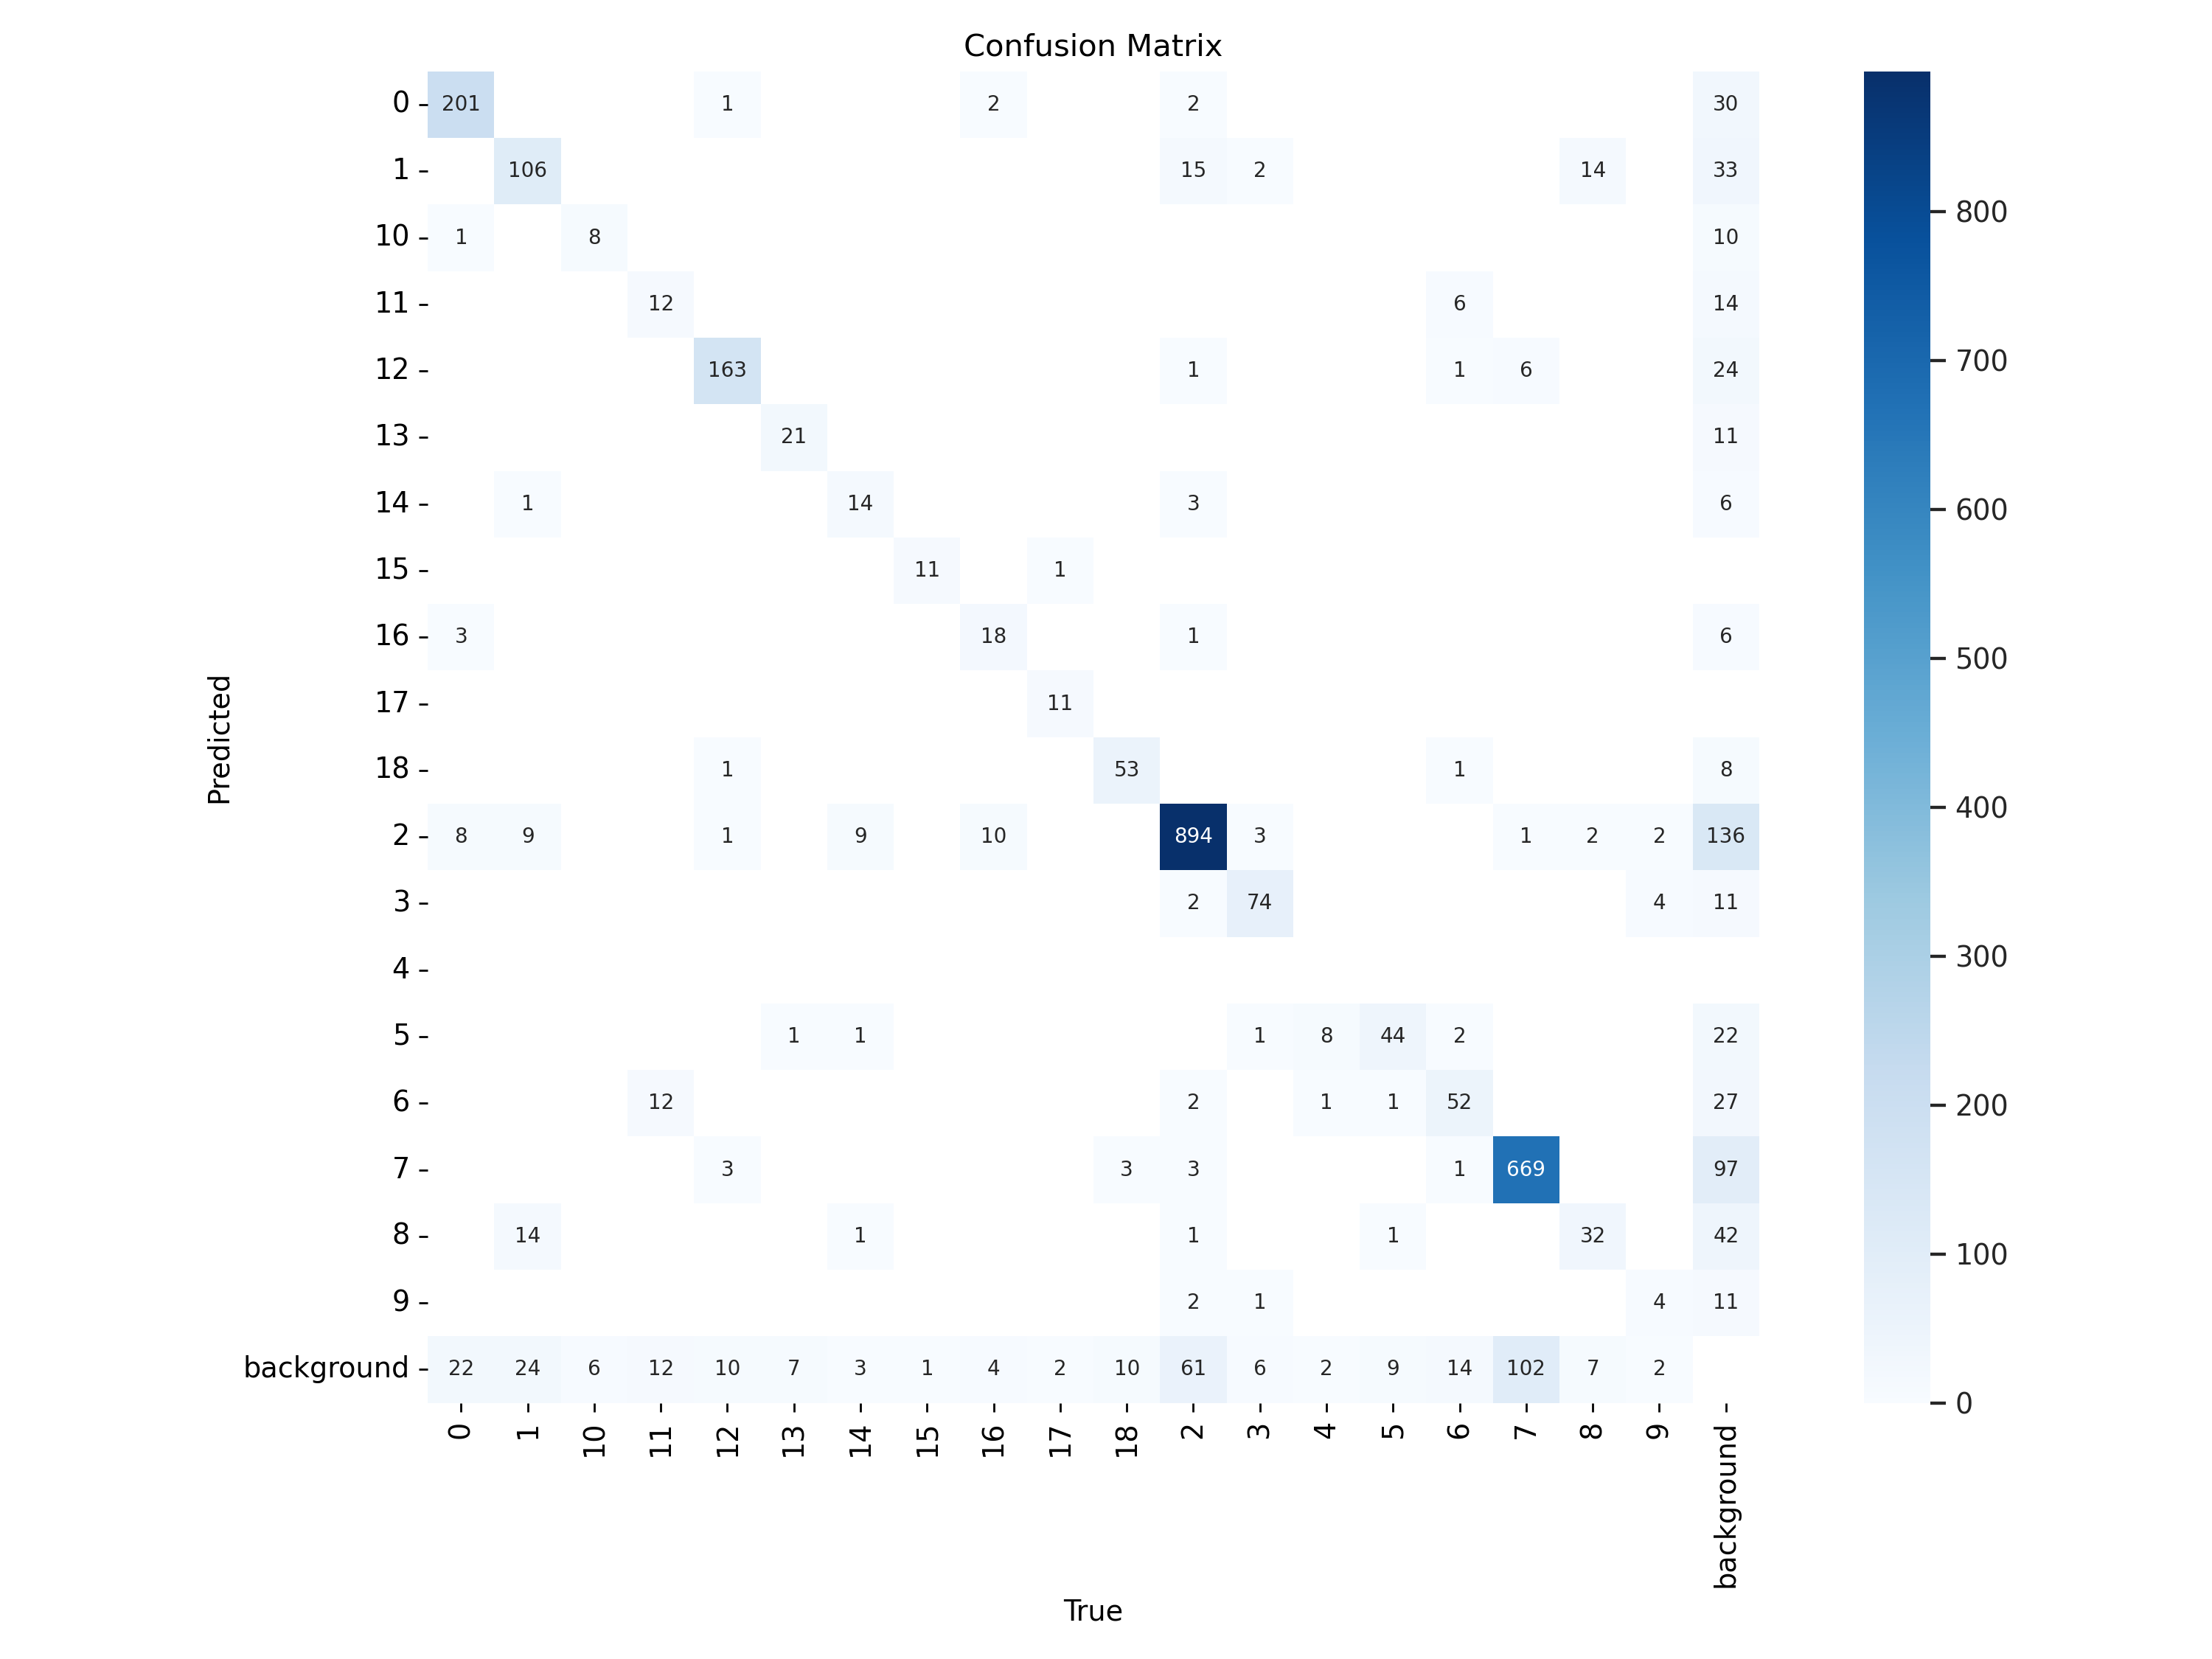 Confusion Matrix
0 201 1 2 2 30
1 106 15 2 14 33
10 1 8 10
11 12 6 14
12 163 1 1 6 24
13 21 11
14 1 14 3 6
15 11 1
16 3 18 1 6
17 11
18 1 53 1 8
2 8 9 1 9 10 894 3 1 2 2 136
3 2 74 4 11
4
5 1 1 1 8 44 2 22
6 12 2 1 1 52 27
7 3 3 3 1 669 97
8 14 1 1 1 32 42
9 2 1 4 11
background 22 24 6 12 10 7 3 1 4 2 10 61 6 2 9 14 102 7 2
0 1 10 11 12 13 14 15 16 17 18 2 3 4 5 6 7 8 9 background
True
Predicted
800
700
600
500
400
300
200
100
0